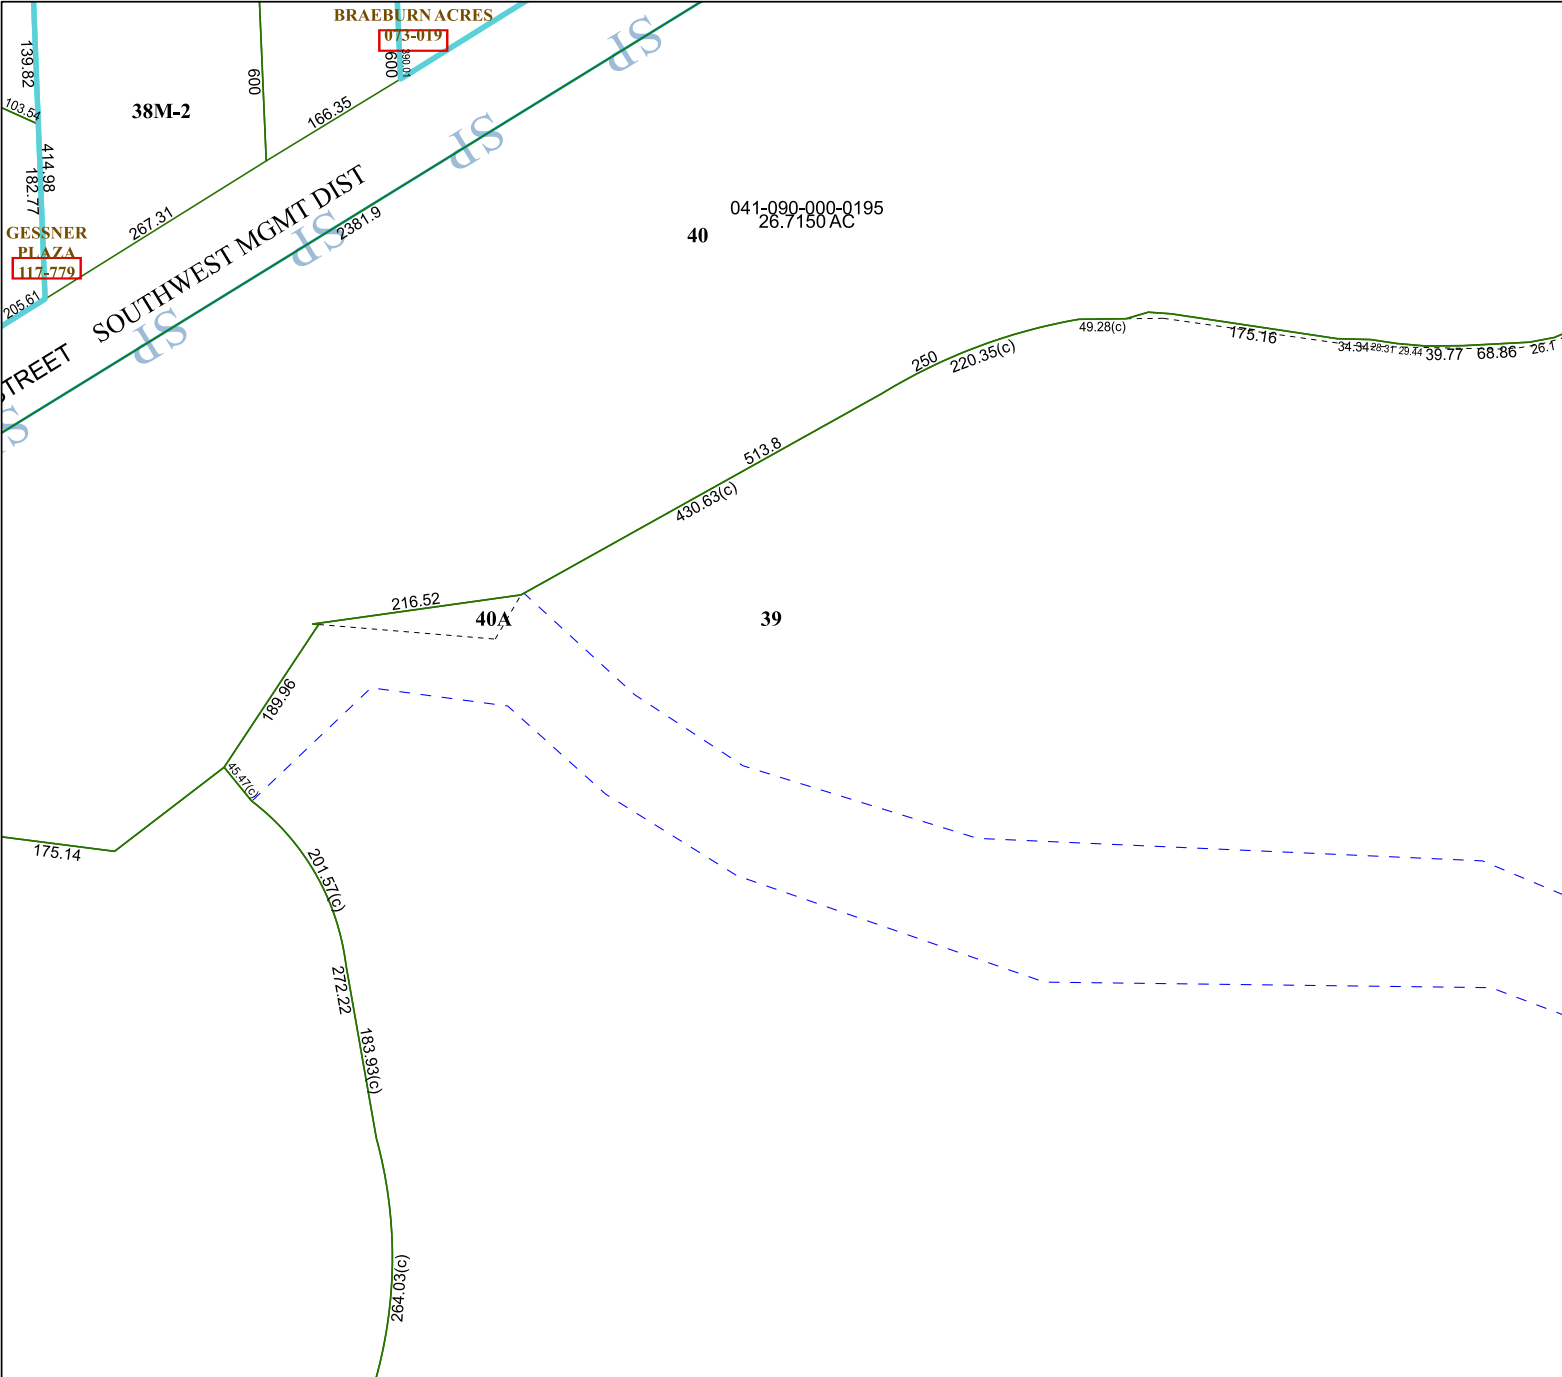 BRAEBURN ACRES
073-019
139.82
600
600
390.01
103.54
38M-2
166.35
SP
SP
414.98
182.77
267.31
SOUTHWEST MGMT DIST
2381.9
SP
041-090-000-0195
26.7150 AC
40
GESSNER
PLAZA
117-779
205.61
SP
STREET
49.28(c)
175.16
34.34
28.31
29.44
39.77
68.86
26.1
250
220.35(c)
513.8
430.63(c)
216.52
40A
39
189.96
45.47(c)
175.14
201.57(c)
272.22
183.93(c)
264.03(c)